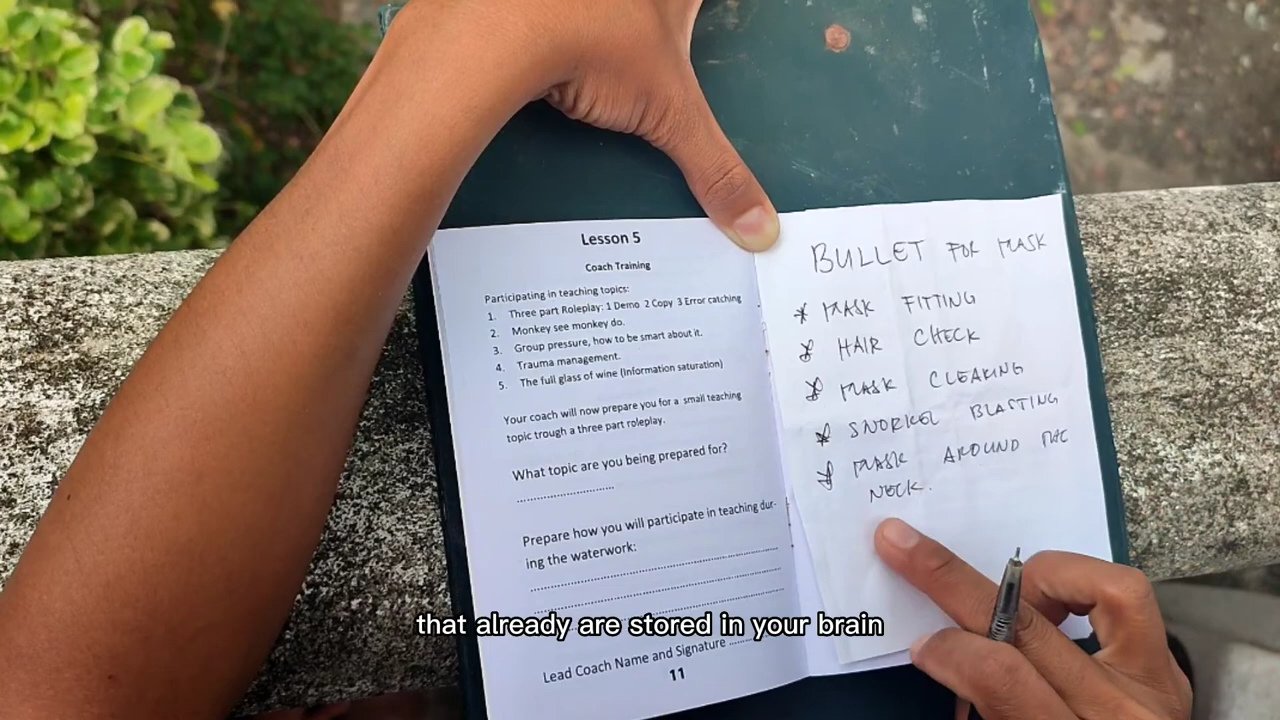 Lesson 5
Coach Training
Participating in teaching topics:
1. Three part Roleplay: 1 Demo 2 Copy 3 Error catching
2. Monkey see monkey do.
3. Group pressure, how to be smart about it.
4. Trauma management.
5. The full glass of wine (Information saturation)
Your coach will now prepare you for a small teaching
topic trough a three part roleplay.
What topic are you being prepared for?
............................
Prepare how you will participate in teaching dur-
ing the waterwork:
Lead Coach Name and Signature ........
11
BULLET FOR MASK
* MASK FITTING
* HAIR CHECK
* MASK CLEARING
* SNORKEL BLASTING
* MASK AROUND THE
NECK.
that already are stored in your brain